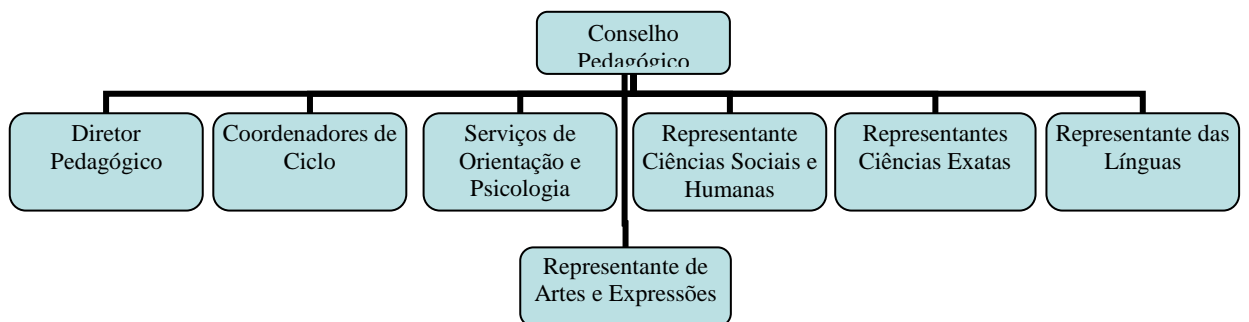 Conselho
Pedagógico
Diretor
Pedagógico
Coordenadores de
Ciclo
Serviços de
Orientação e
Psicologia
Representante
Ciências Sociais e
Humanas
Representantes
Ciências Exatas
Representante das
Línguas
Representante de
Artes e Expressões